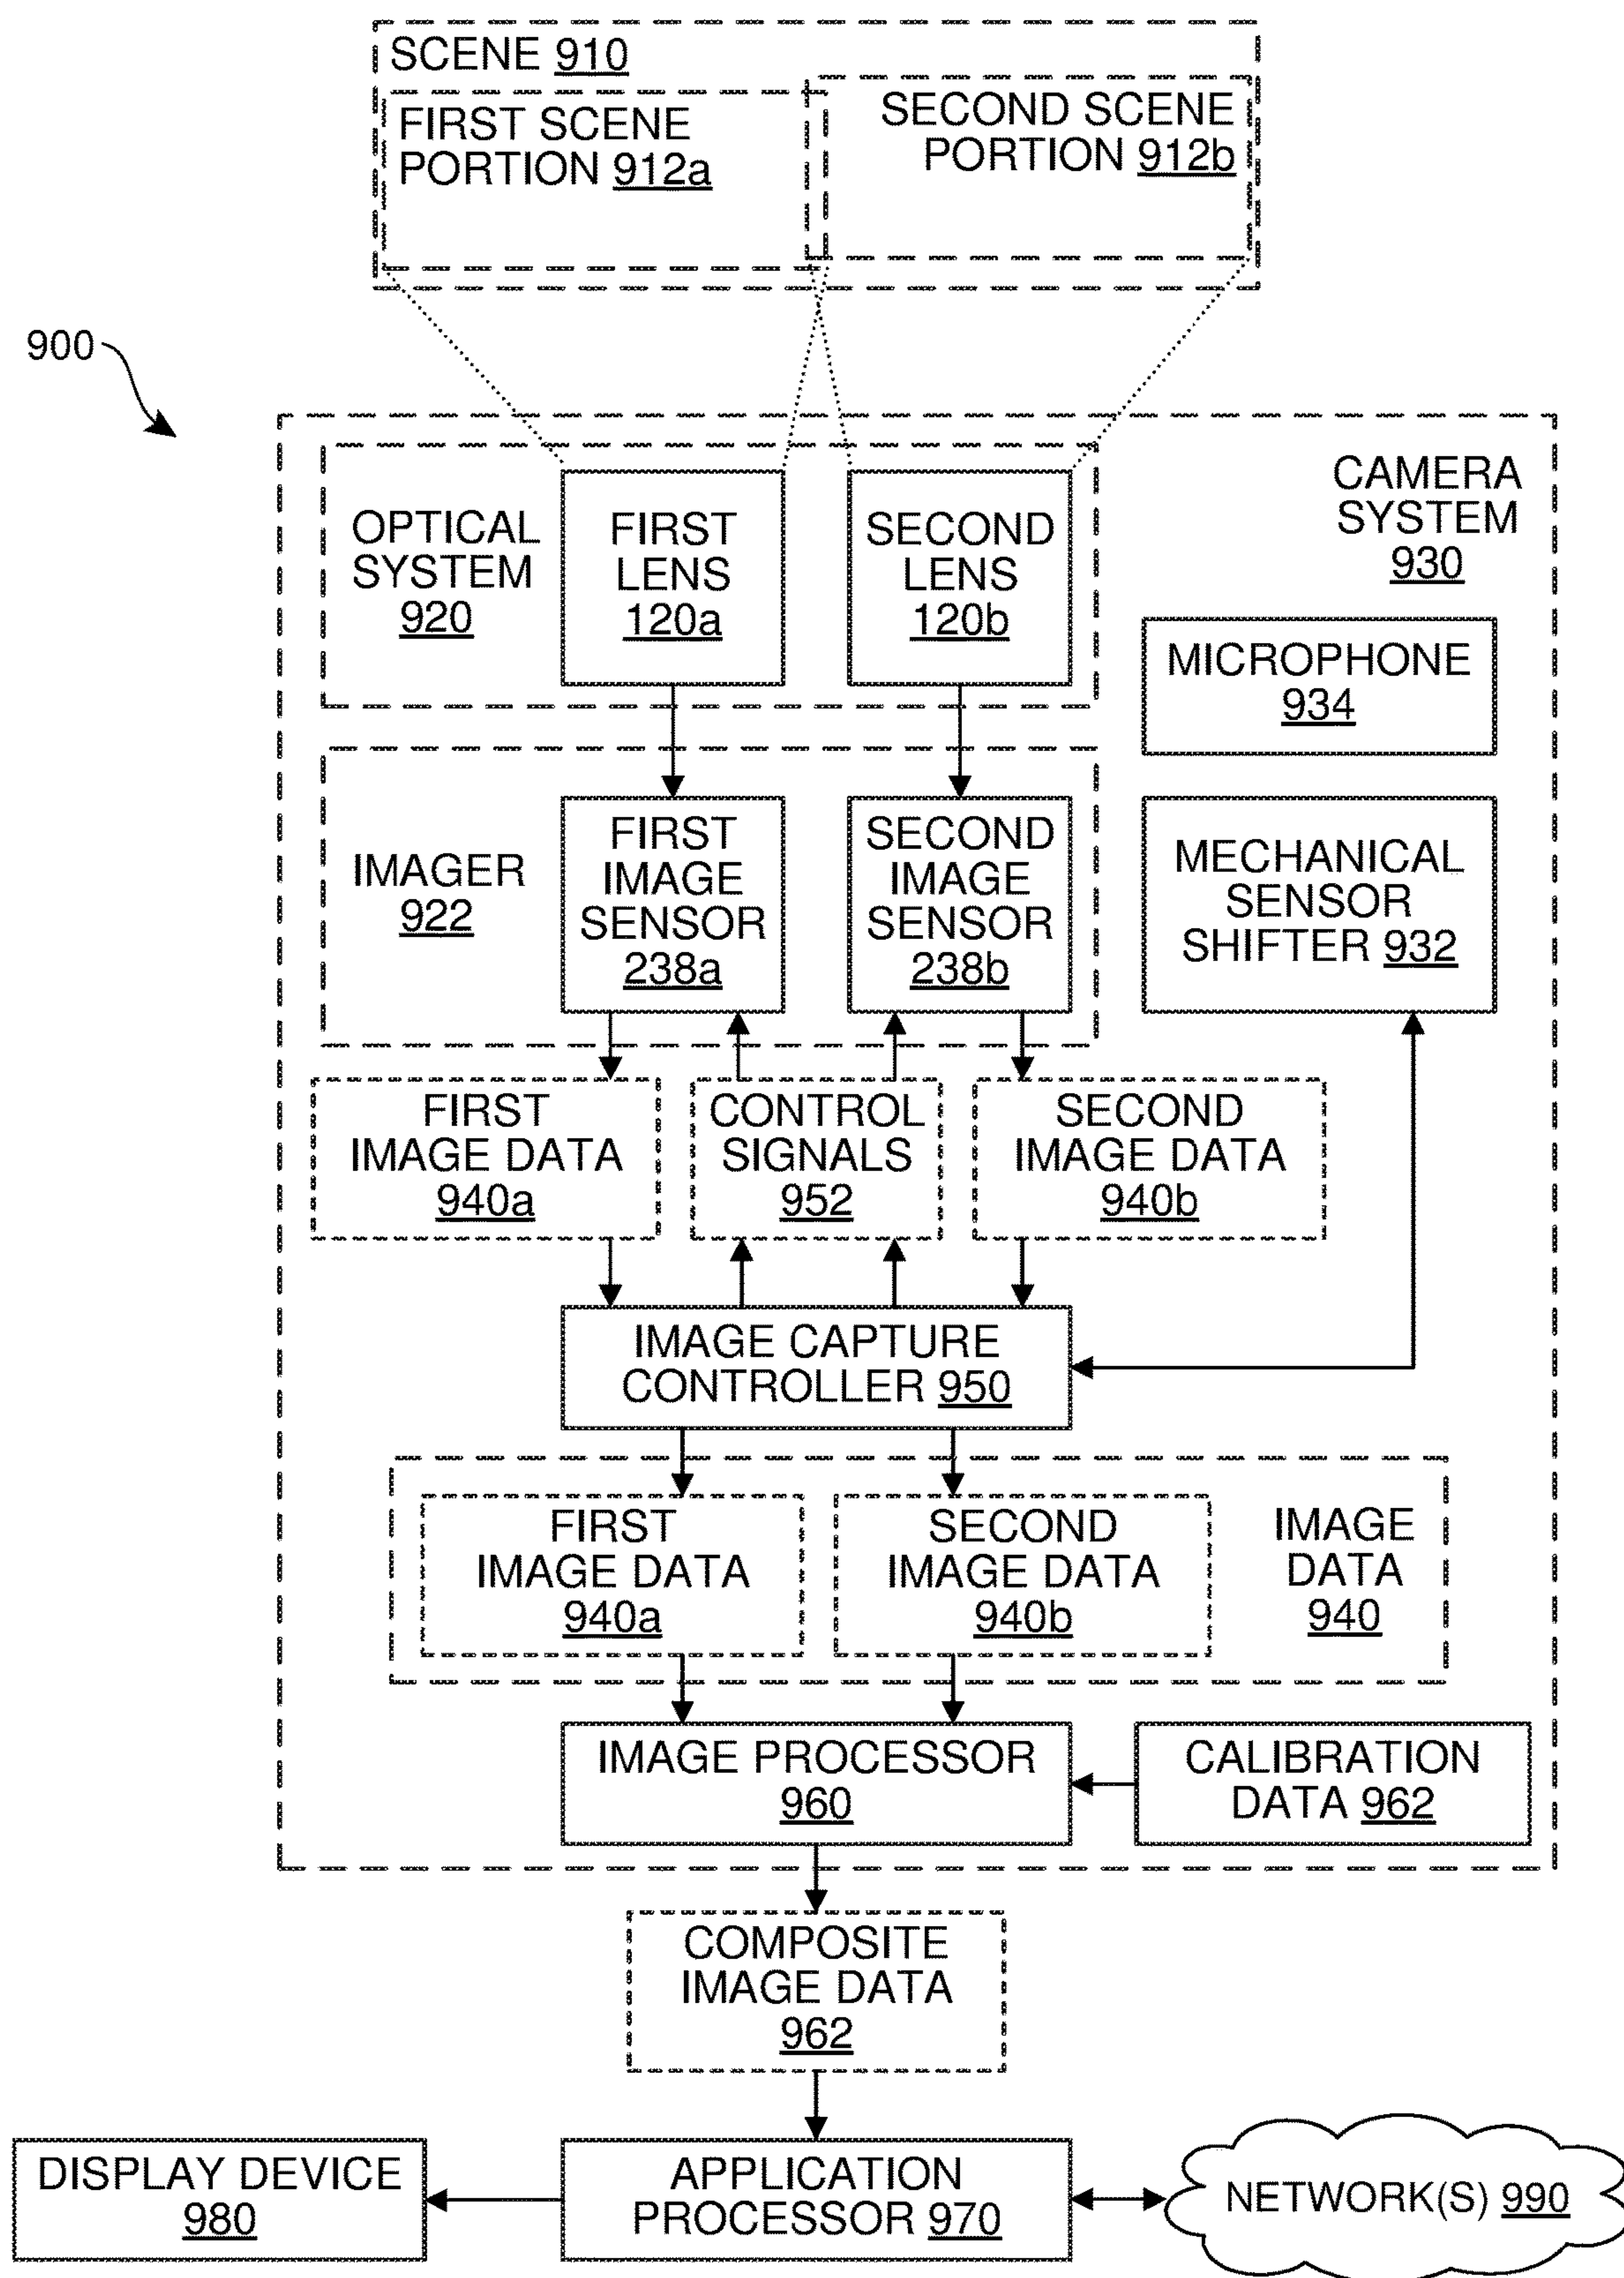 SCENE 910
FIRST SCENE
PORTION 912a
SECOND SCENE
PORTION 912b
900
CAMERA
SYSTEM
930
OPTICAL
SYSTEM
920
FIRST
LENS
120a
SECOND
LENS
120b
MICROPHONE
934
IMAGER
922
FIRST
IMAGE
SENSOR
238a
SECOND
IMAGE
SENSOR
238b
MECHANICAL
SENSOR
SHIFTER 932
FIRST
IMAGE DATA
940a
CONTROL
SIGNALS
952
SECOND
IMAGE DATA
940b
IMAGE CAPTURE
CONTROLLER 950
FIRST
IMAGE DATA
940a
SECOND
IMAGE DATA
940b
IMAGE
DATA
940
IMAGE PROCESSOR
960
CALIBRATION
DATA 962
COMPOSITE
IMAGE DATA
962
DISPLAY DEVICE
980
APPLICATION
PROCESSOR 970
NETWORK(S) 990